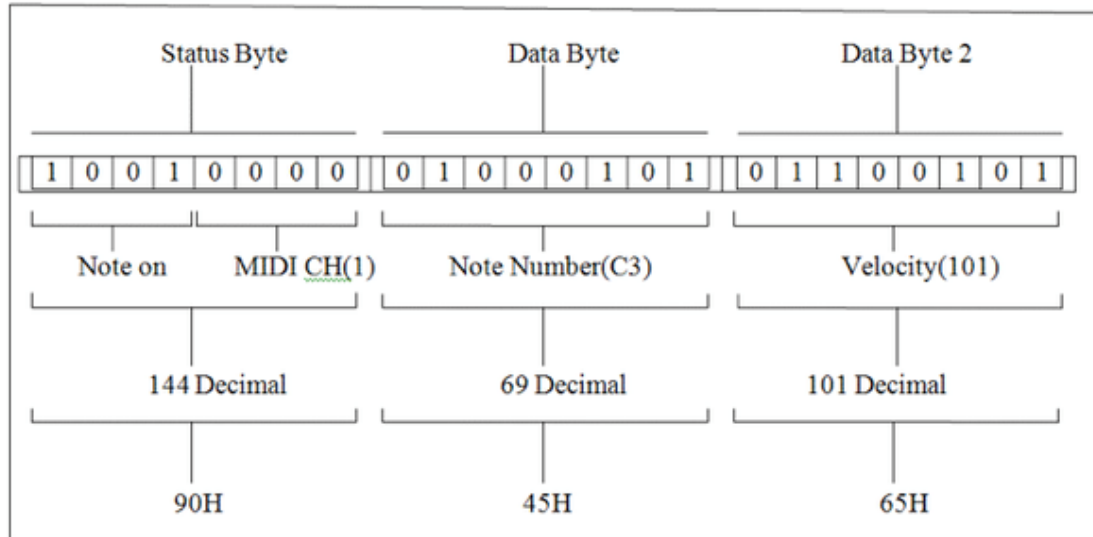 Status Byte Data Byte Data Byte 2
1 0 0 1 0 0 0 0 0 1 0 0 0 1 0 1 0 1 1 0 0 1 0 1
Note on MIDI CH(1) Note Number(C3) Velocity(101)
144 Decimal 69 Decimal 101 Decimal
90H 45H 65H